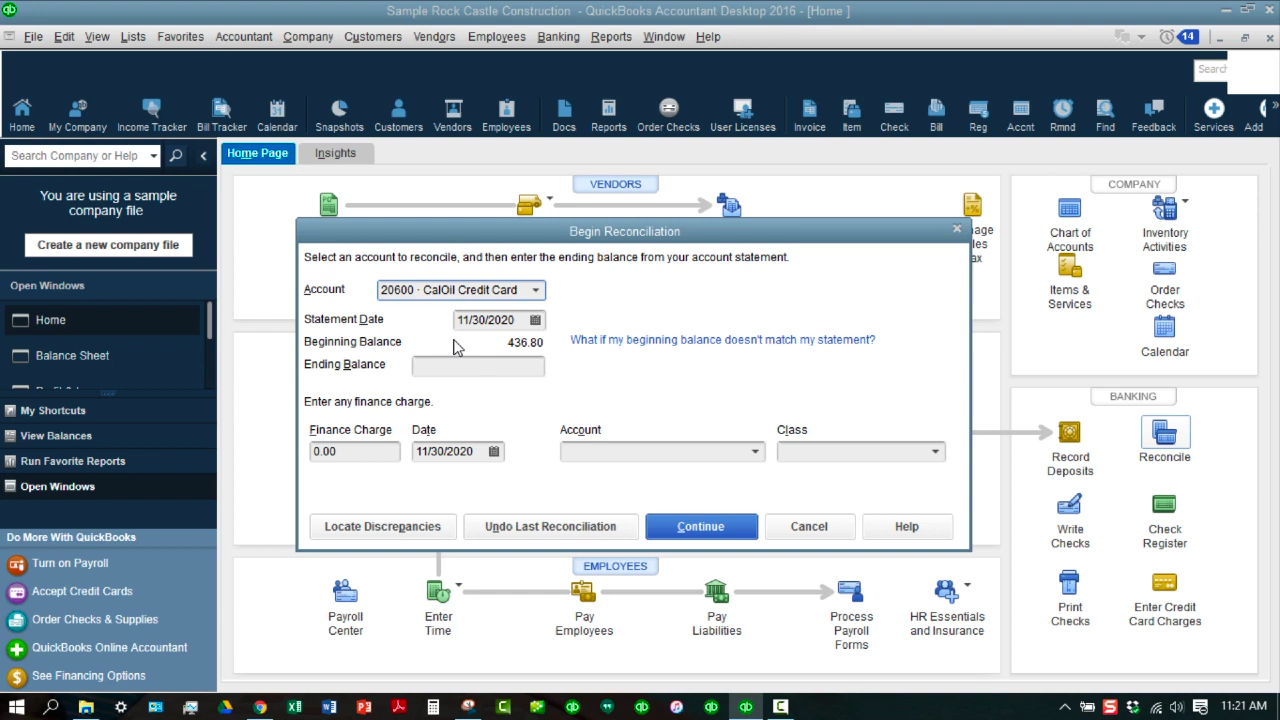 Sample Rock Castle Construction - QuickBooks Accountant Desktop 2016 - [Home ]
File Edit View Lists Favorites Accountant Company Customers Vendors Employees Banking Reports Window Help
14
Search
Home My Company Income Tracker Bill Tracker Calendar Snapshots Customers Vendors Employees Docs Reports Order Checks User Licenses Invoice Item Check Bill Reg Accnt Rmnd Find Feedback Services Add
Search Company or Help
Home Page Insights
You are using a sample
company file
Create a new company file
Open Windows
Home
Balance Sheet
My Shortcuts
View Balances
Run Favorite Reports
Open Windows
Do More With QuickBooks
Turn on Payroll
Accept Credit Cards
Order Checks & Supplies
QuickBooks Online Accountant
See Financing Options
VENDORS
Begin Reconciliation
Select an account to reconcile, and then enter the ending balance from your account statement.
Account 20600 · CalOil Credit Card
Statement Date 11/30/2020
Beginning Balance 436.80 What if my beginning balance doesn't match my statement?
Ending Balance
Enter any finance charge.
Finance Charge Date Account Class
0.00 11/30/2020
Locate Discrepancies Undo Last Reconciliation Continue Cancel Help
EMPLOYEES
Payroll
Center
Enter
Time
Pay
Employees
Pay
Liabilities
Process
Payroll
Forms
HR Essentials
and Insurance
COMPANY
Chart of
Accounts
Inventory
Activities
Items &
Services
Order
Checks
Calendar
BANKING
Record
Deposits
Reconcile
Write
Checks
Check
Register
Print
Checks
Enter Credit
Card Charges
11:21 AM